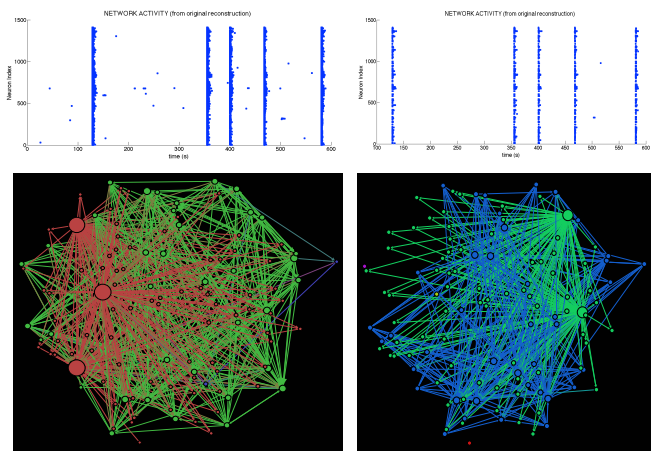 NETWORK ACTIVITY (from original reconstruction)
Neuron Index
1500
1000
500
0
0 100 200 300 400 500 600
time (s)
NETWORK ACTIVITY (from original reconstruction)
Neuron Index
1500
1000
500
0
100 150 200 250 300 350 400 450 500 550 600
time (s)